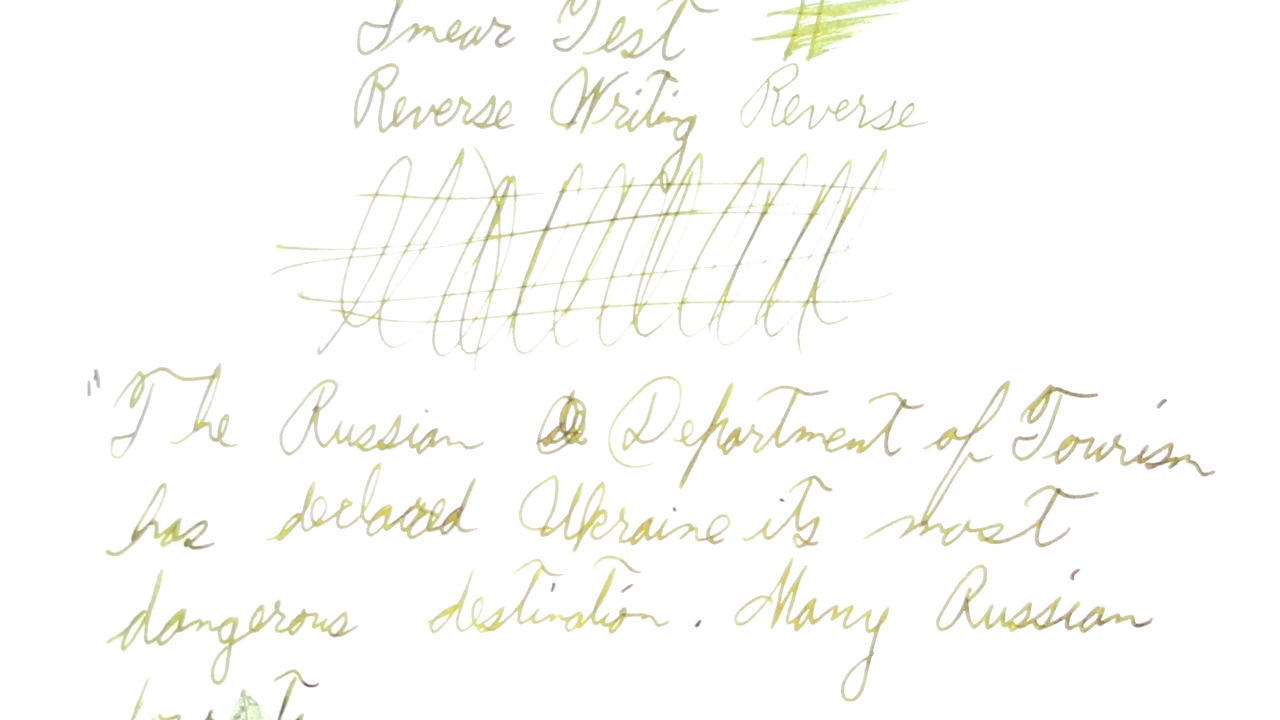 Smear Test
Reverse Writing Reverse
"The Russian Department of Tourism
has declared Ukraine its most
dangerous destination. Many Russian